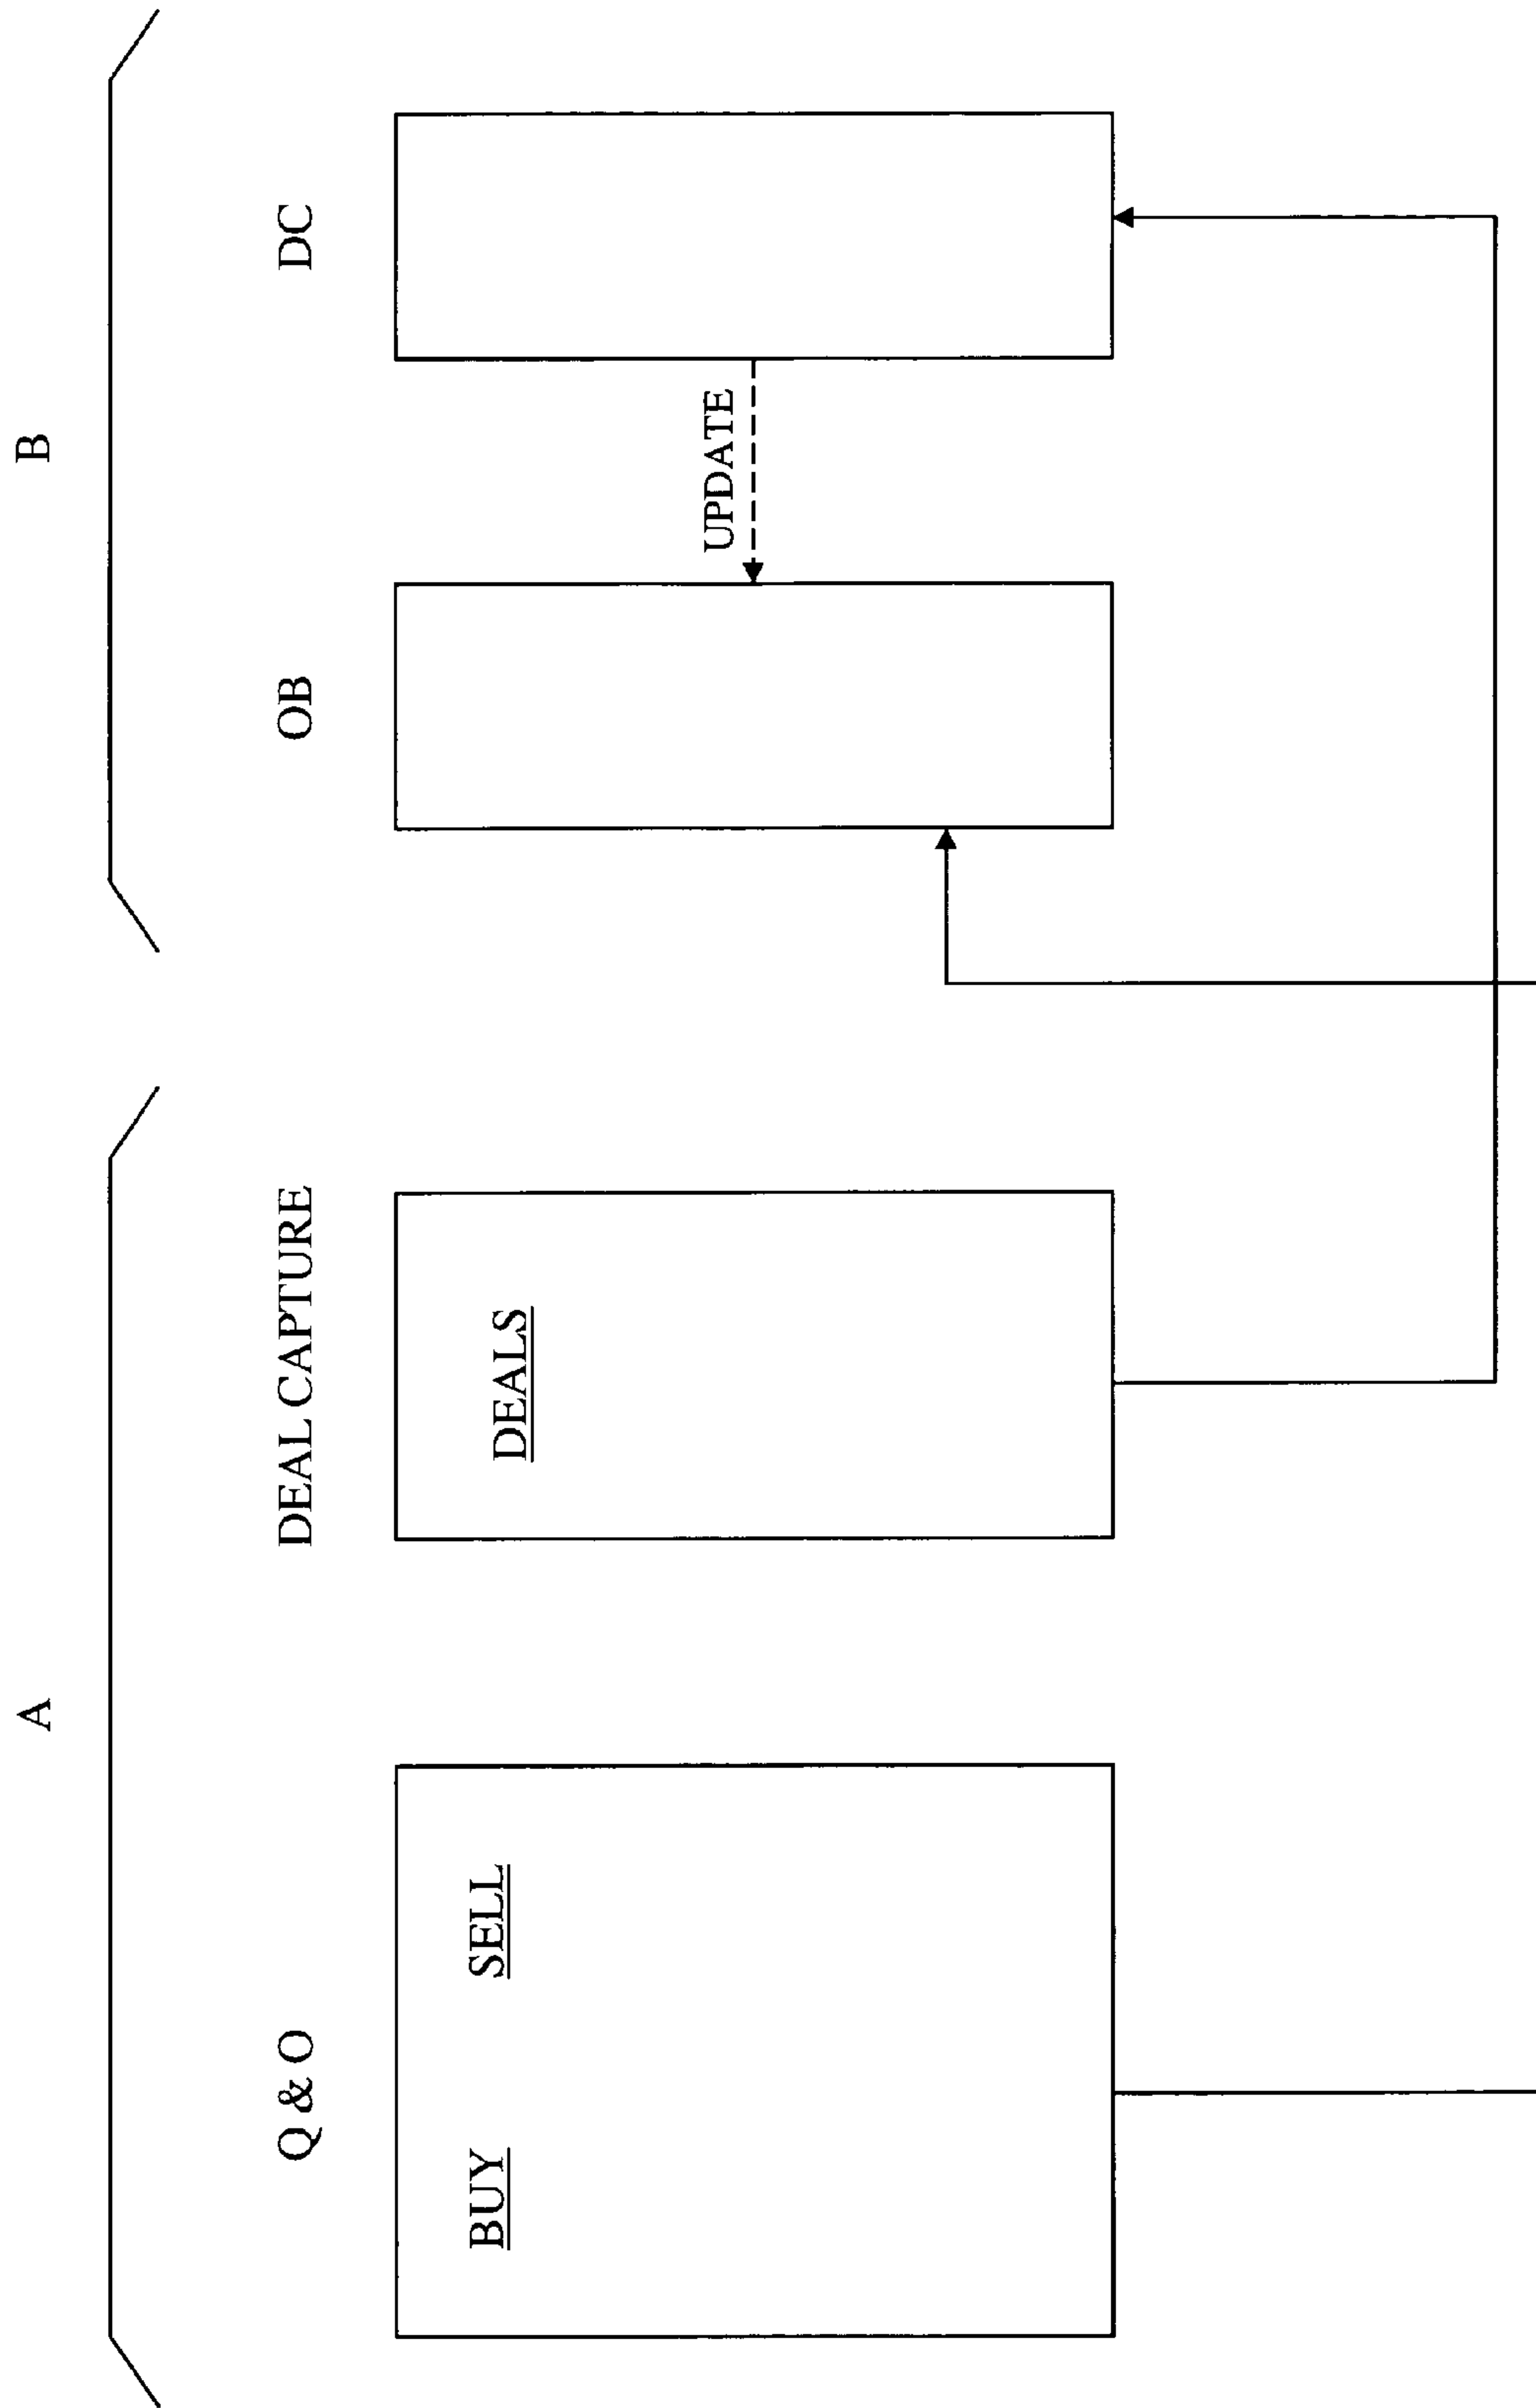 A
B
Q & O
DEAL CAPTURE
OB
DC
BUY
SELL
DEALS
UPDATE